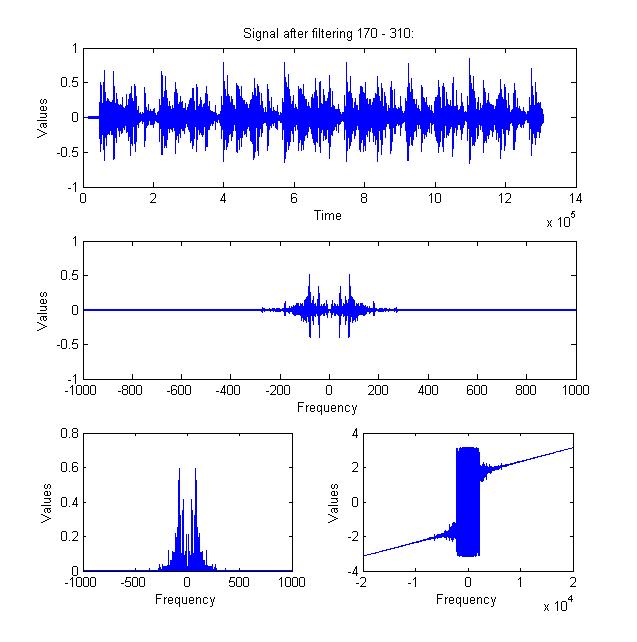 Signal after filtering 170 - 310:
1
0.5
0
-0.5
-1
Values
0 2 4 6 8 10 12 14
Time
x 10^5
1
0.5
0
-0.5
-1
Values
-1000 -800 -600 -400 -200 0 200 400 600 800 1000
Frequency
0.8
0.6
0.4
0.2
0
Values
-1000 -500 0 500 1000
Frequency
4
2
0
-2
-4
Values
-2 -1 0 1 2
Frequency
x 10^4